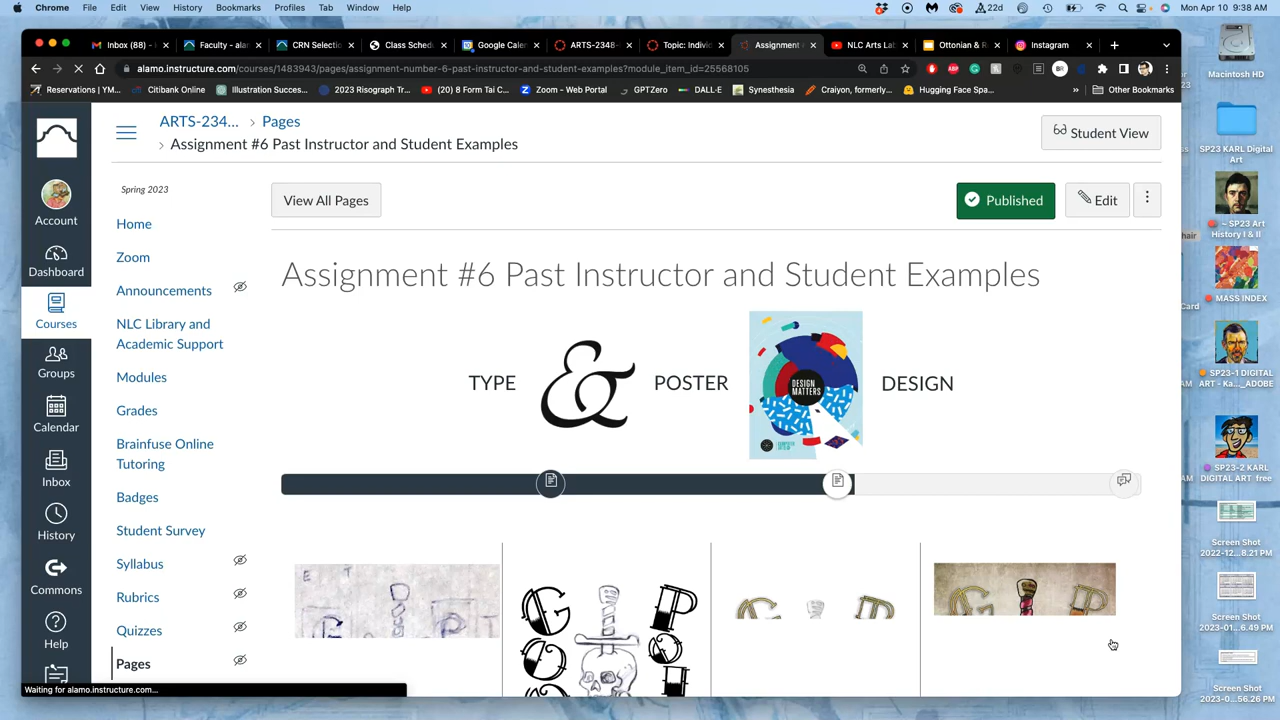 Chrome File Edit View History Bookmarks Profiles Tab Window Help
22d
Mon Apr 10 9:38 AM
Inbox (88) -
Faculty - alar
CRN Selectio
Class Sched
Google Caler
ARTS-2348-
Topic: Individ
Assignment
NLC Arts Lab
Ottonian & R
Instagram
alamo.instructure.com/courses/1483943/pages/assignment-number-6-past-instructor-and-student-examples?module_item_id=25568105
Reservations | YM...
Citibank Online
Illustration Succes...
2023 Risograph Tr...
(20) 8 Form Tai C...
Zoom - Web Portal
GPTZero
DALL·E
Synesthesia
Craiyon, formerly...
Hugging Face Spa...
»
Other Bookmarks
ARTS-234... > Pages
> Assignment #6 Past Instructor and Student Examples
Student View
Account
Dashboard
Courses
Groups
Calendar
Inbox
History
Commons
Help
Spring 2023
Home
Zoom
Announcements
NLC Library and
Academic Support
Modules
Grades
Brainfuse Online
Tutoring
Badges
Student Survey
Syllabus
Rubrics
Quizzes
Pages
View All Pages
Published
Edit
Assignment #6 Past Instructor and Student Examples
TYPE & POSTER
DESIGN
MATTERS
DESIGN
Waiting for alamo.instructure.com...
Macintosh HD
SP23 KARL Digital
Art
~ SP23 Art
History I & II
MASS INDEX
SP23-1 DIGITAL
ART - Ka..._ADOBE
SP23-2 KARL
DIGITAL ART free
Screen Shot
2022-12...8.21 PM
Screen Shot
2023-01...6.49 PM
Screen Shot
2023-0...56.26 PM